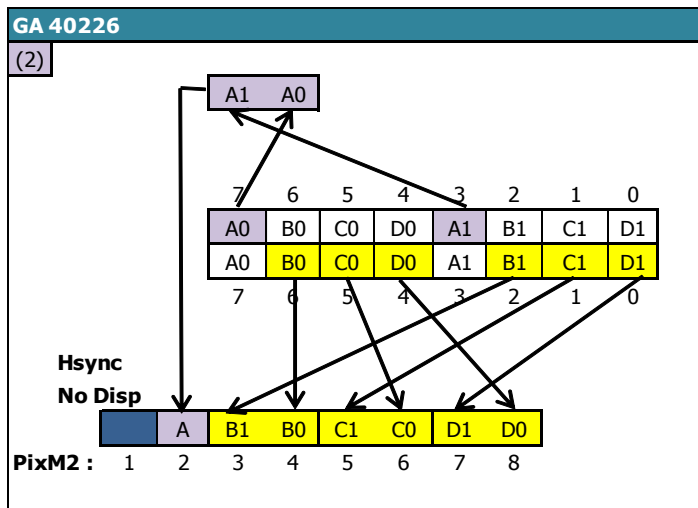 GA 40226
(2)
A1 A0
7 6 5 4 3 2 1 0
A0 B0 C0 D0 A1 B1 C1 D1
A0 B0 C0 D0 A1 B1 C1 D1
7 6 5 4 3 2 1 0
Hsync
No Disp
A B1 B0 C1 C0 D1 D0
PixM2 : 1 2 3 4 5 6 7 8